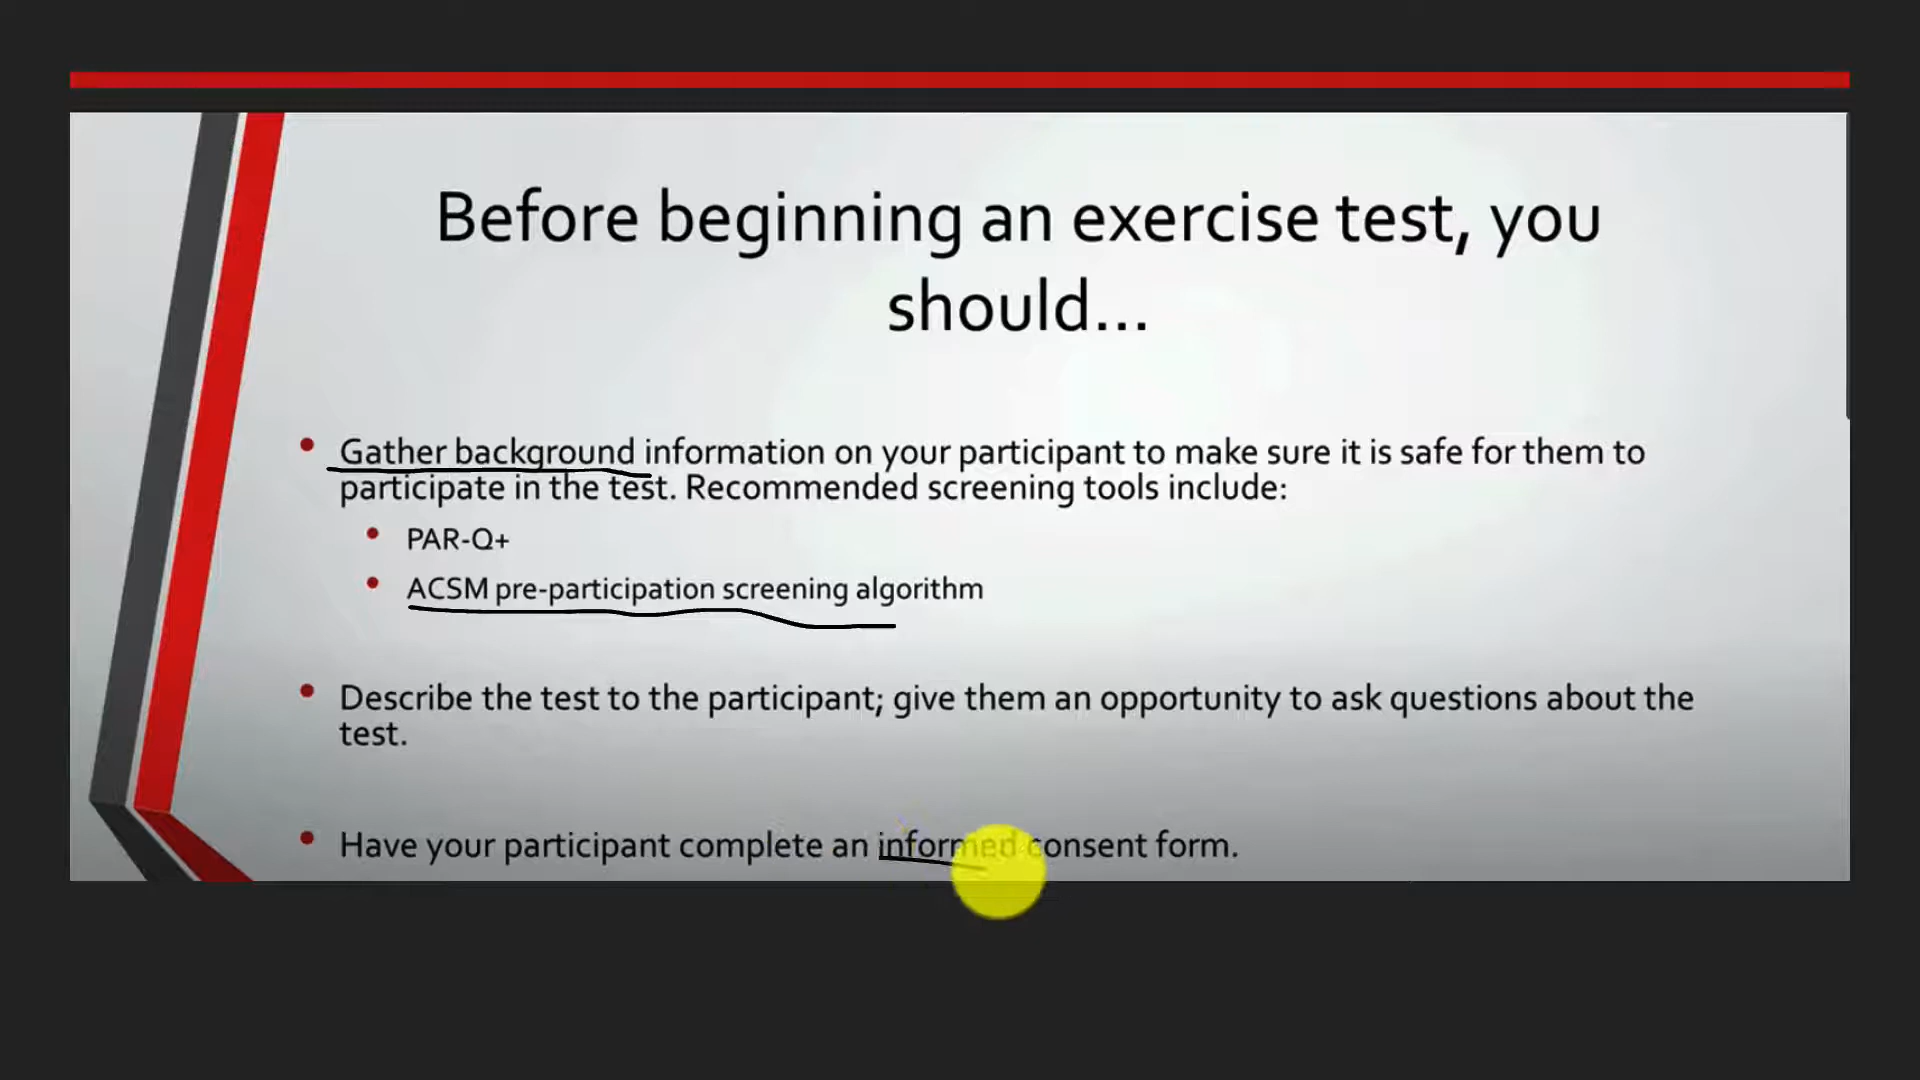 Before beginning an exercise test, you
should...
Gather background information on your participant to make sure it is safe for them to
participate in the test. Recommended screening tools include:
PAR-Q+
ACSM pre-participation screening algorithm
Describe the test to the participant; give them an opportunity to ask questions about the
test.
Have your participant complete an informed consent form.